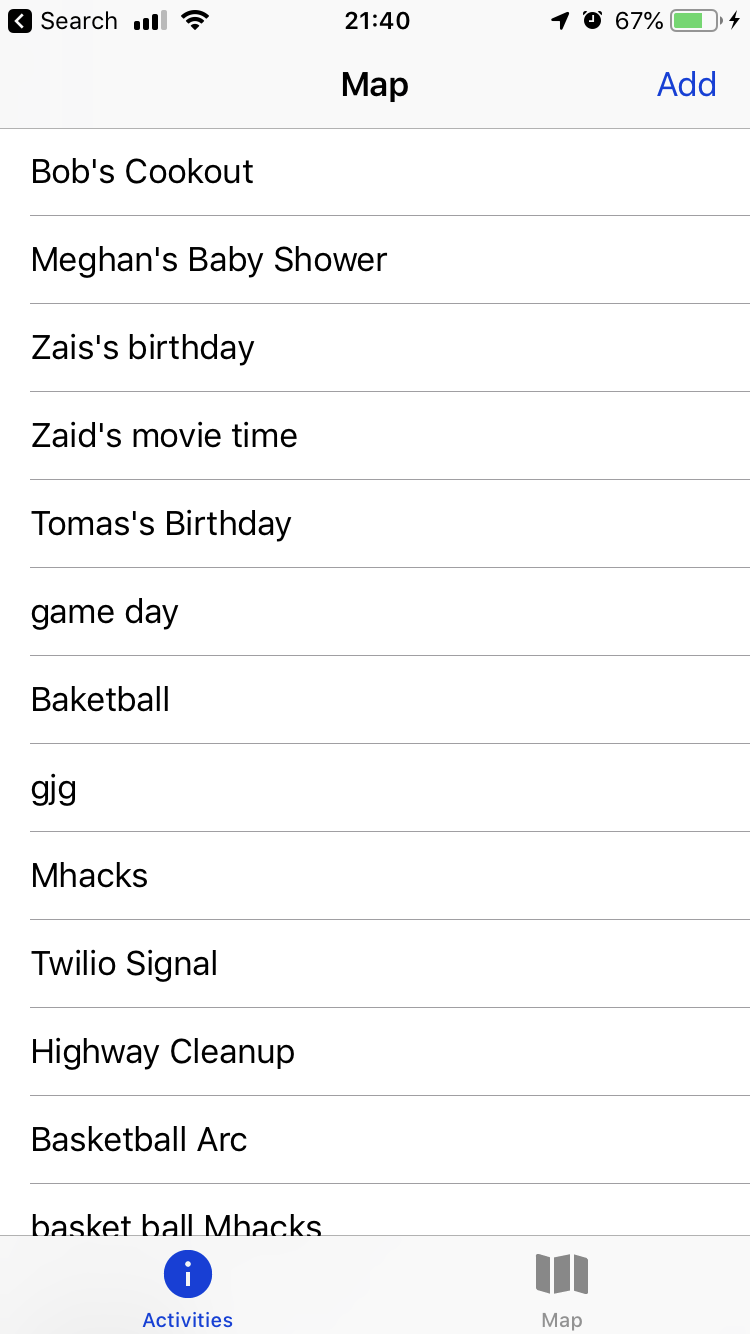 Search 21:40 67%
Map Add
Bob's Cookout
Meghan's Baby Shower
Zais's birthday
Zaid's movie time
Tomas's Birthday
game day
Baketball
gjg
Mhacks
Twilio Signal
Highway Cleanup
Basketball Arc
basket ball Mhacks
Activities Map